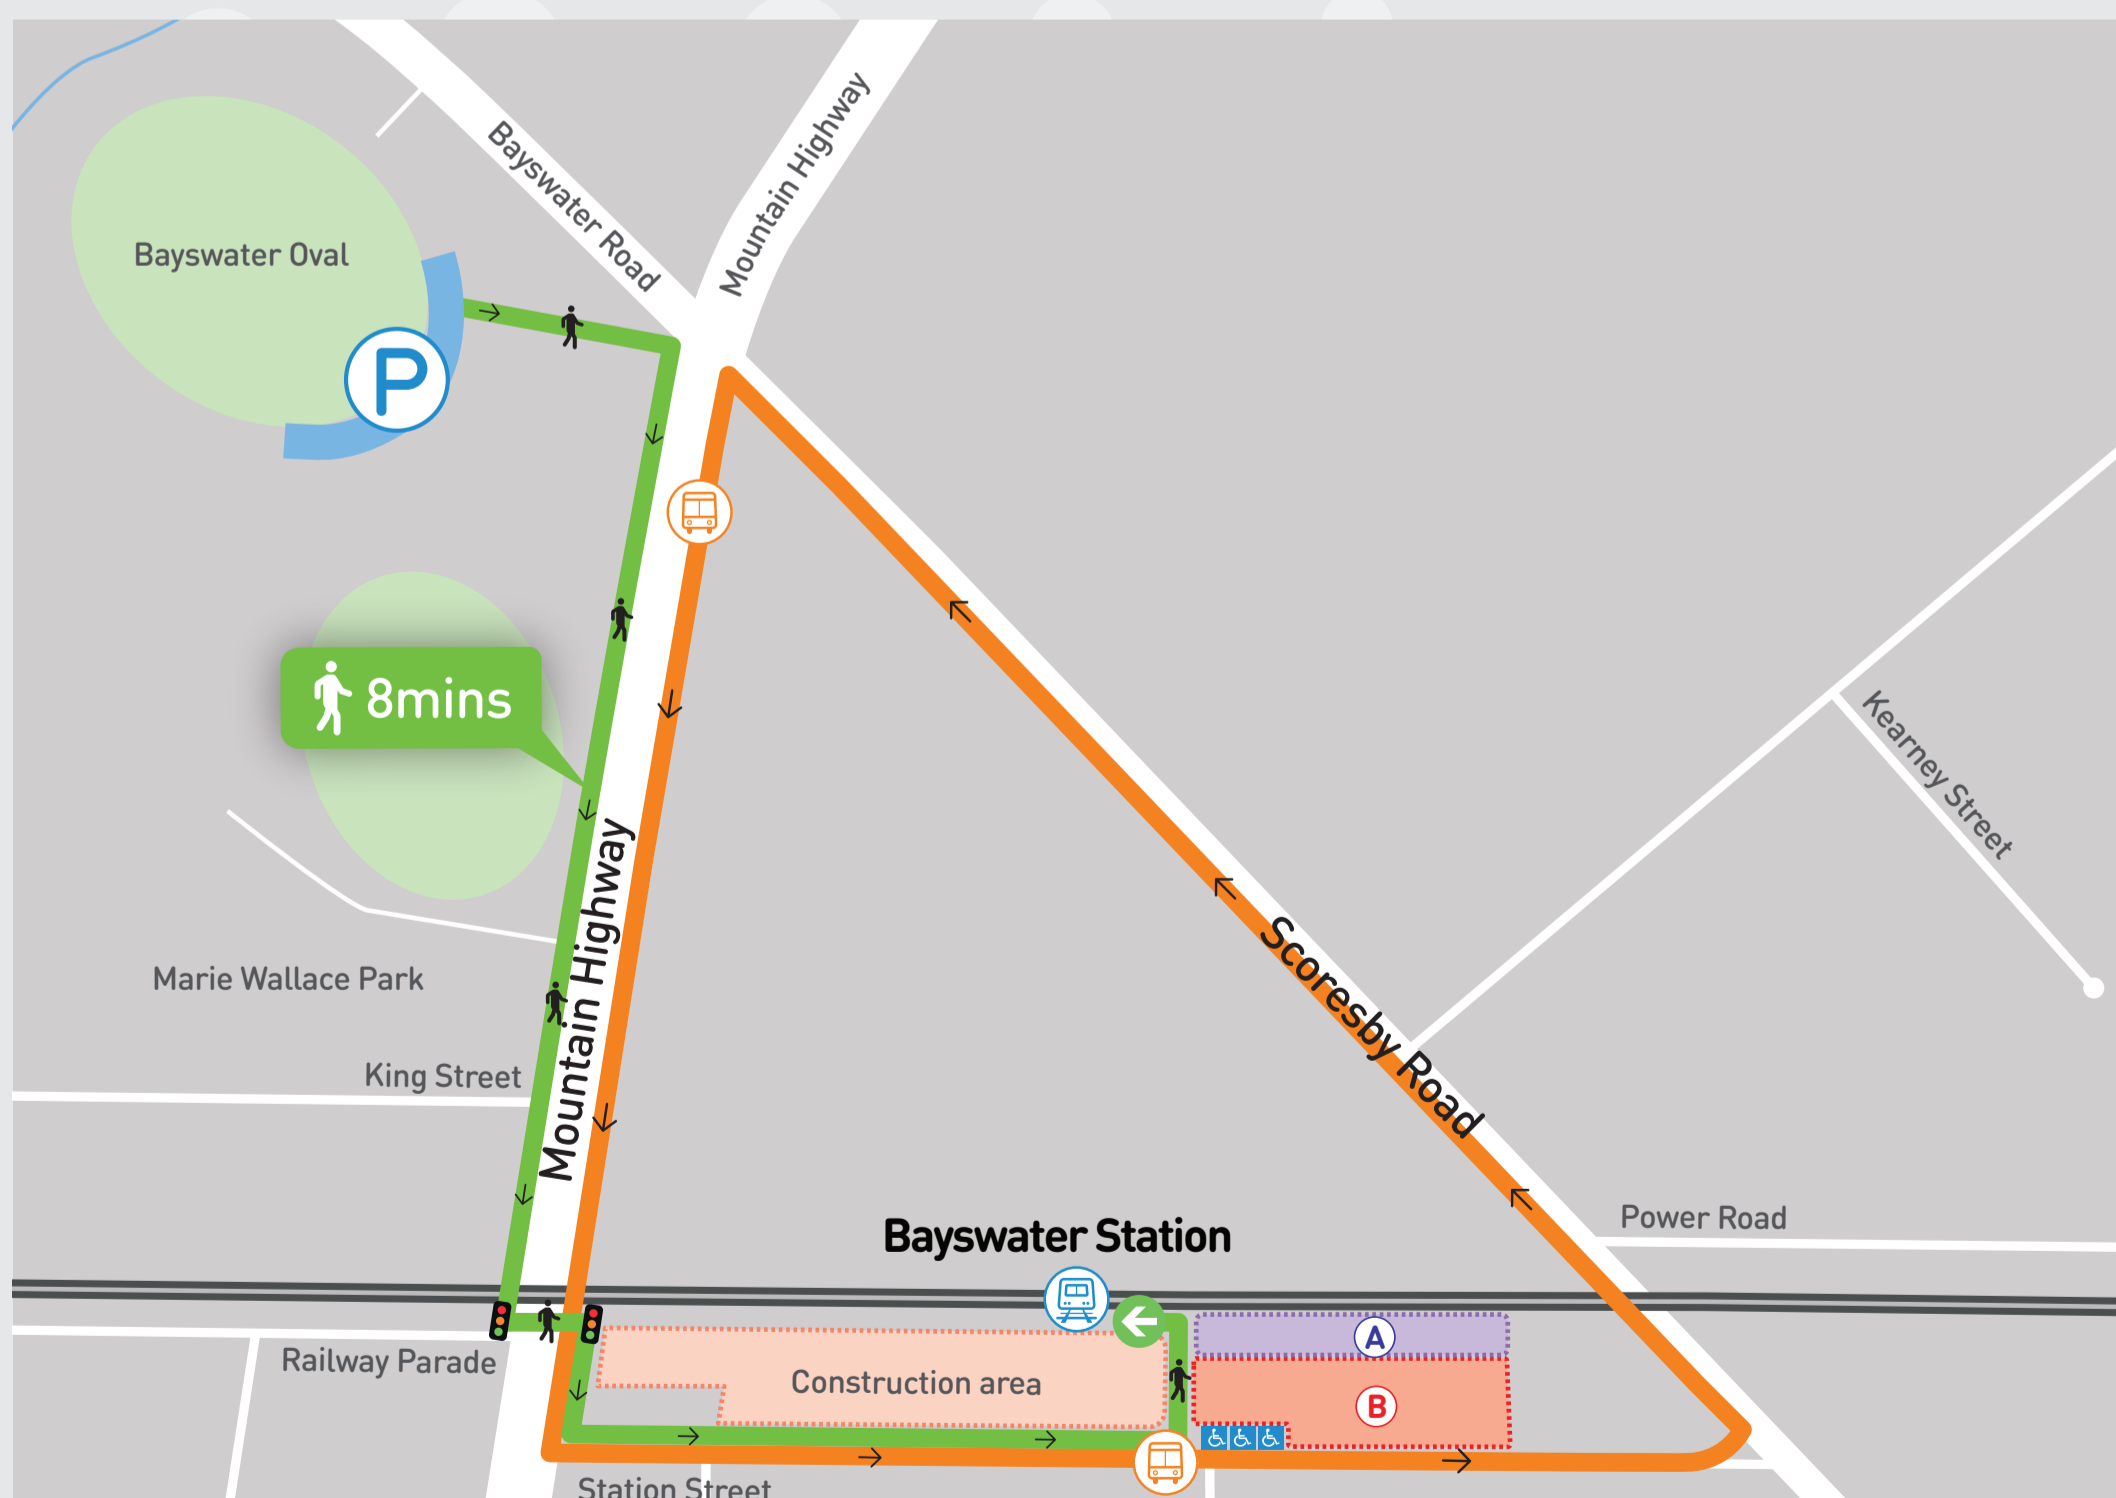 Bayswater Road
Mountain Highway
Bayswater Oval
P
8mins
Kearney Street
Mountain Highway
Scoresby Road
Marie Wallace Park
King Street
Power Road
Bayswater Station
A
Railway Parade
Construction area
B
Station Street